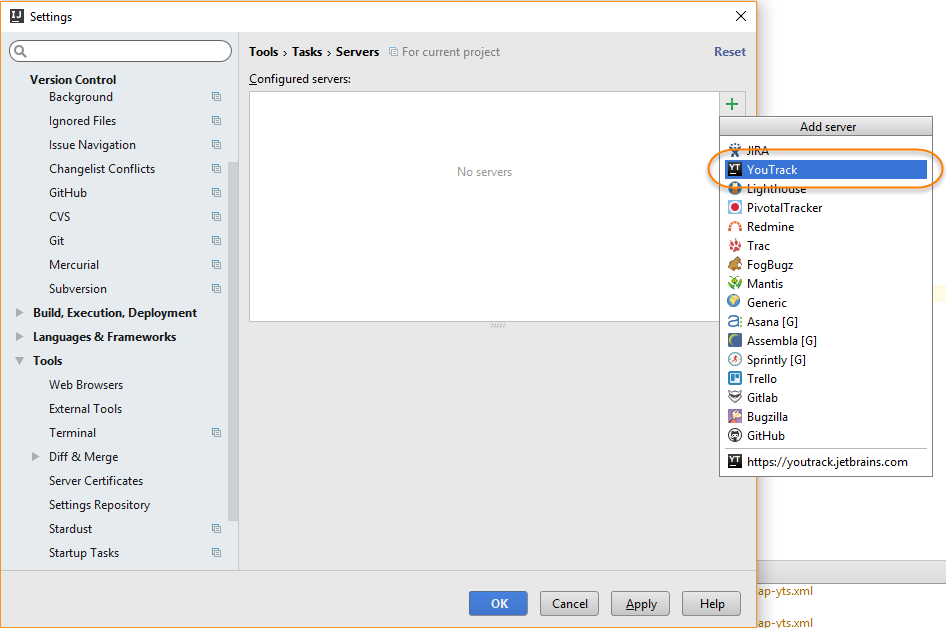 Settings
Tools › Tasks › Servers For current project Reset
Version Control
Background
Ignored Files
Issue Navigation
Changelist Conflicts
GitHub
CVS
Git
Mercurial
Subversion
Build, Execution, Deployment
Languages & Frameworks
Tools
Web Browsers
External Tools
Terminal
Diff & Merge
Server Certificates
Settings Repository
Stardust
Startup Tasks
Configured servers:
No servers
Add server
JIRA
YT YouTrack
Lighthouse
PivotalTracker
Redmine
Trac
FogBugz
Mantis
Generic
a: Asana [G]
Assembla [G]
Sprintly [G]
Trello
Gitlab
Bugzilla
GitHub
YT https://youtrack.jetbrains.com
OK Cancel Apply Help
ap-yts.xml
ap-yts.xml